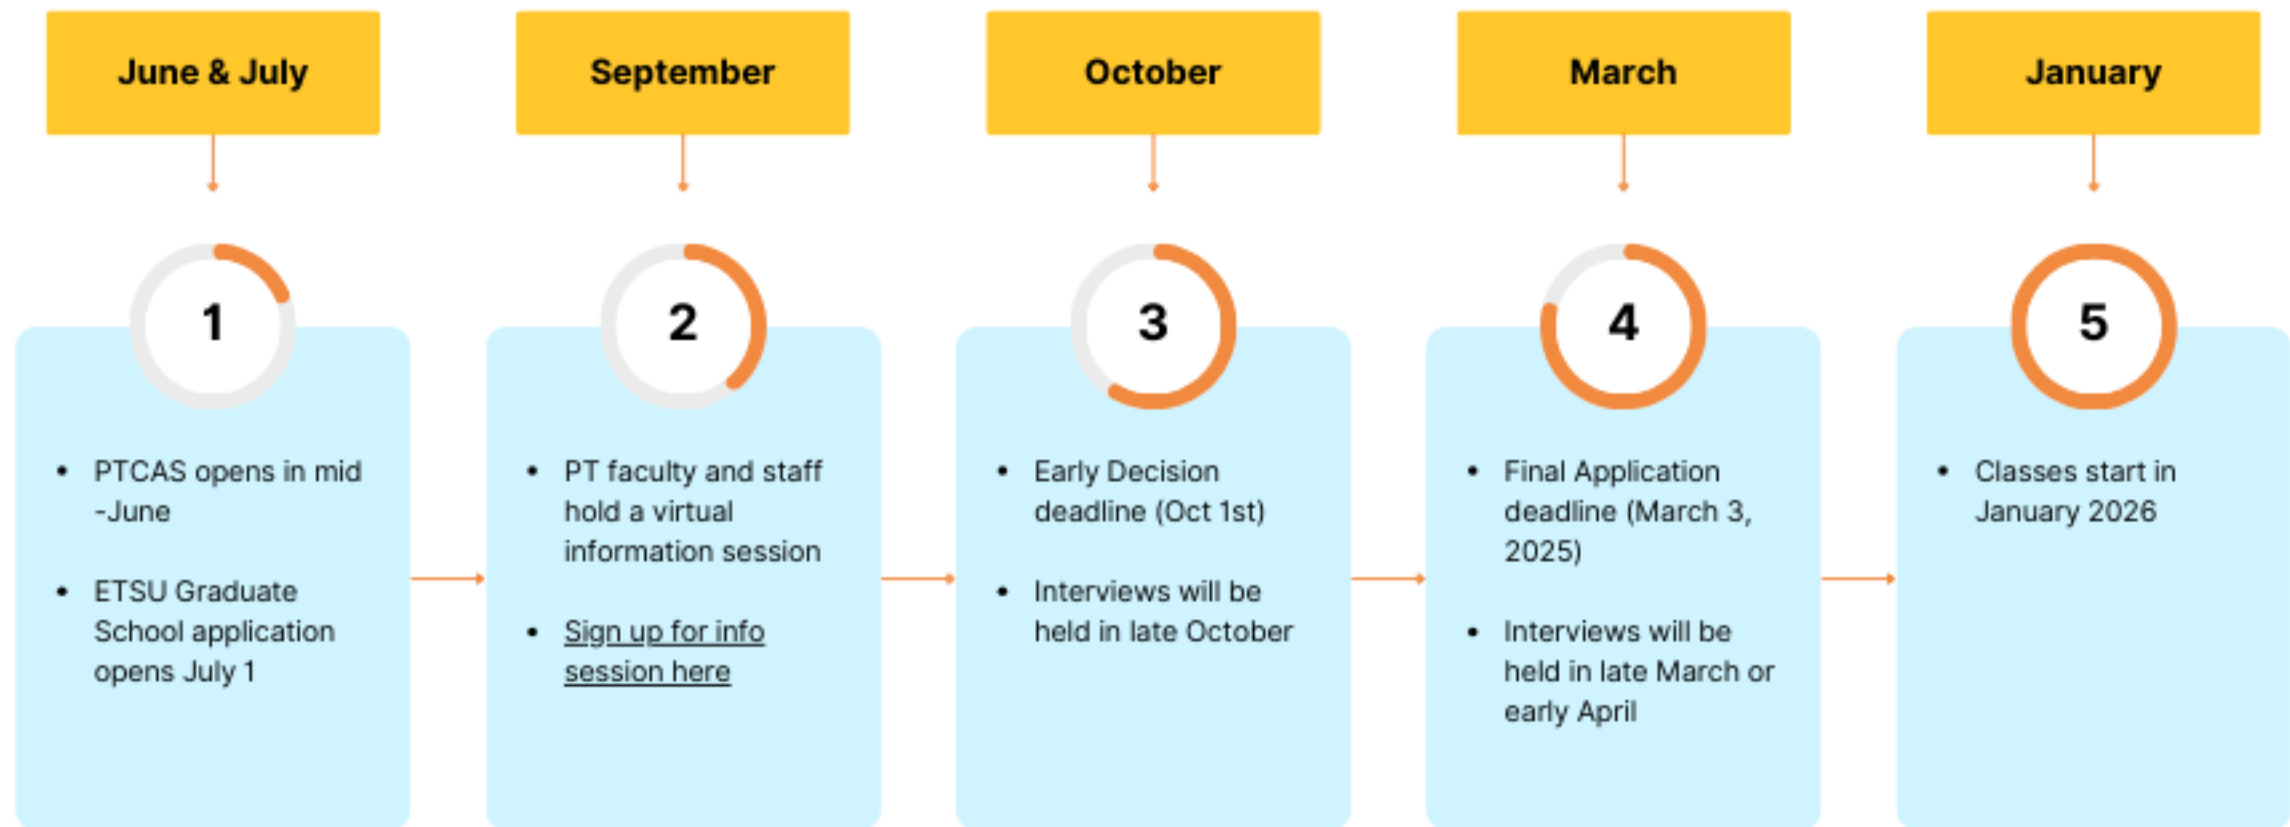 June & July
September
October
March
January
1
2
3
4
5
• PTCAS opens in mid
-June
• ETSU Graduate
School application
opens July 1
• PT faculty and staff
hold a virtual
information session
• Sign up for info
session here
• Early Decision
deadline (Oct 1st)
• Interviews will be
held in late October
• Final Application
deadline (March 3,
2025)
• Interviews will be
held in late March or
early April
• Classes start in
January 2026